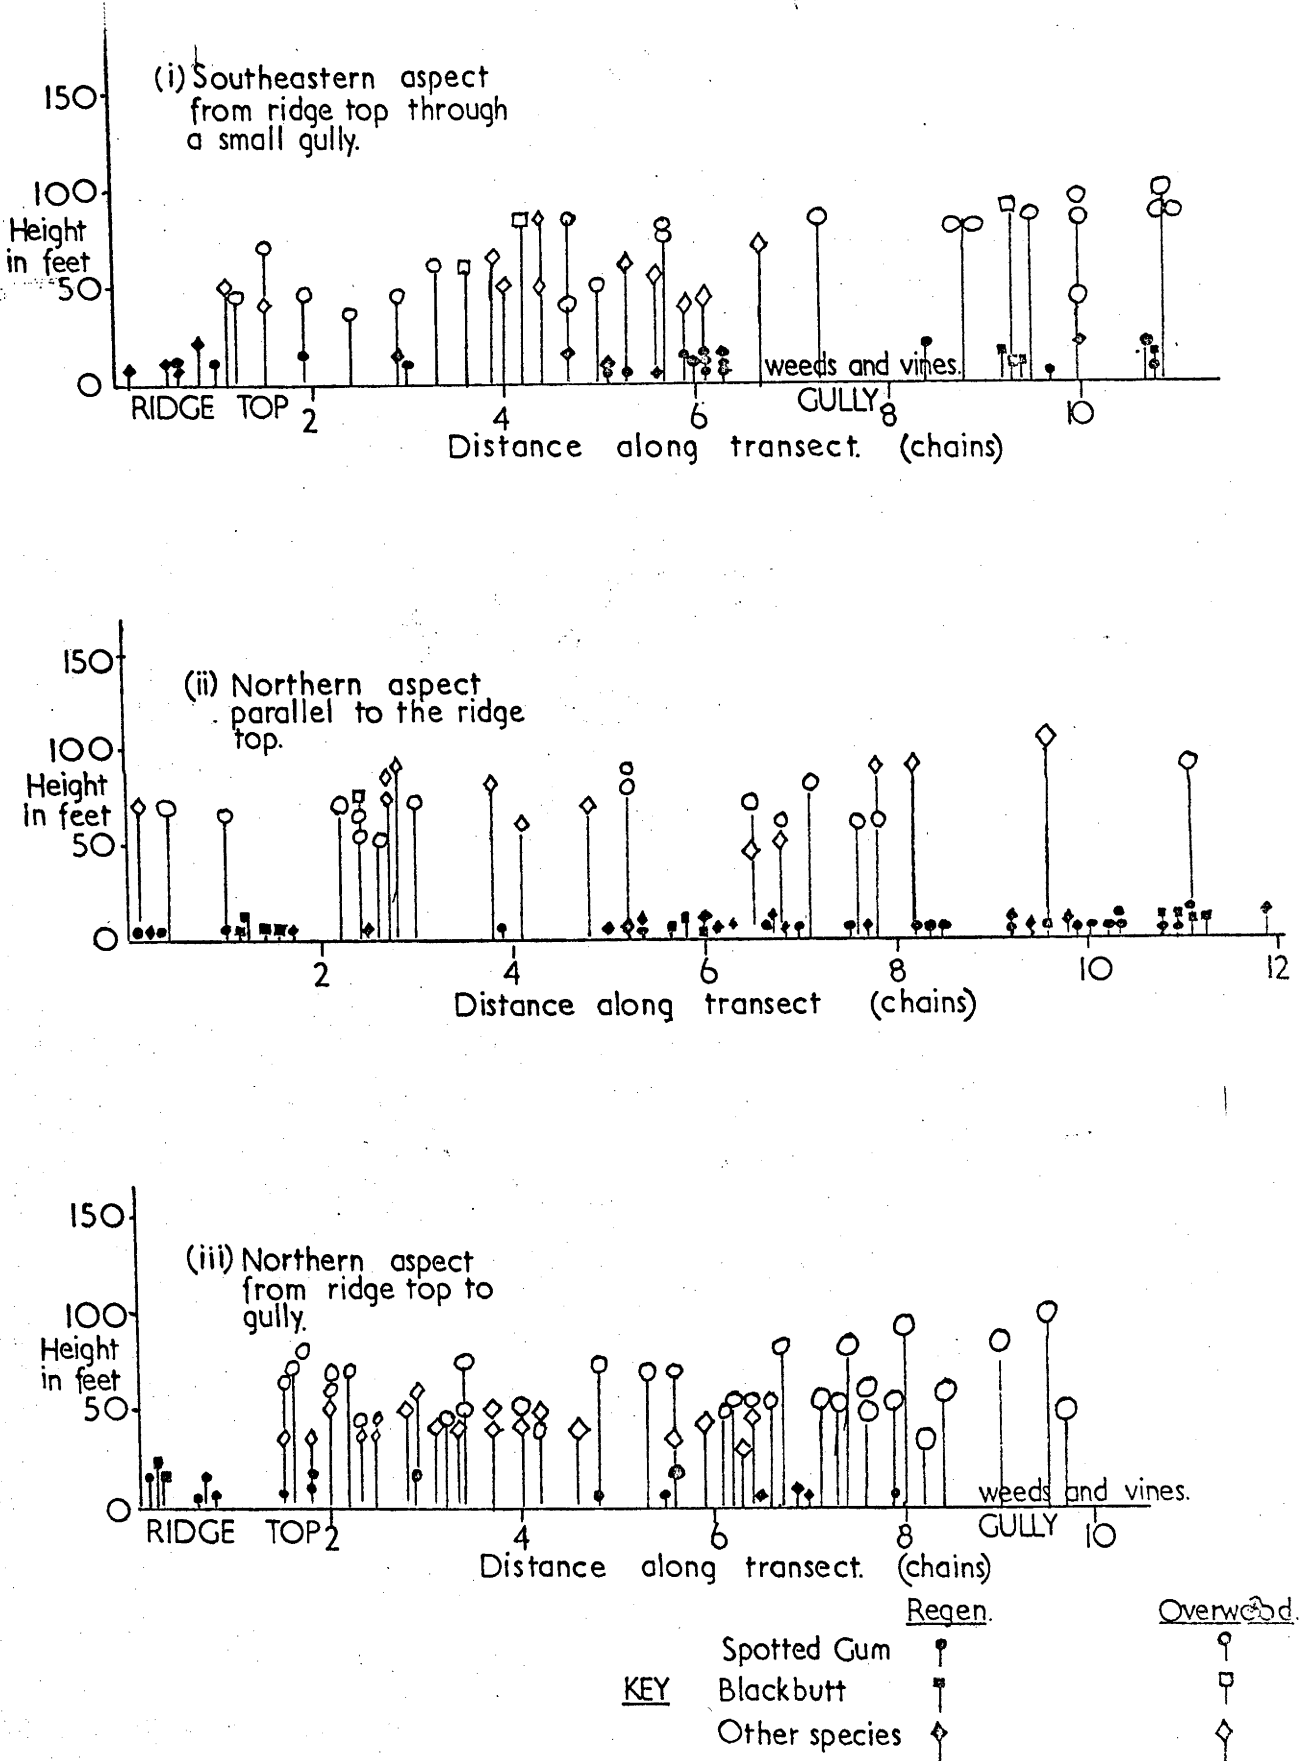 (i) Southeastern aspect
from ridge top through
a small gully.
150
100
Height
in feet
50
0
weeds and vines.
RIDGE TOP
GULLY
2 4 6 8 10
Distance along transect. (chains)
(ii) Northern aspect
parallel to the ridge
top.
150
100
Height
in feet
50
0
2 4 6 8 10 12
Distance along transect (chains)
(iii) Northern aspect
from ridge top to
gully.
150
100
Height
in feet
50
0
weeds and vines.
RIDGE TOP
GULLY
2 4 6 8 10
Distance along transect. (chains)
Regen. Overwood.
Spotted Gum
KEY Blackbutt
Other species